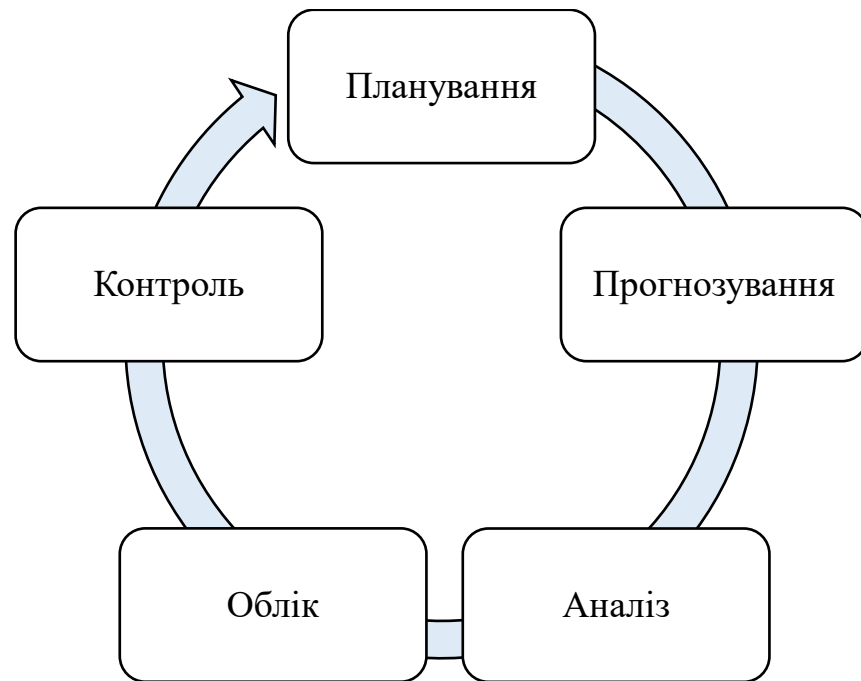 Планування
Прогнозування
Аналіз
Облік
Контроль